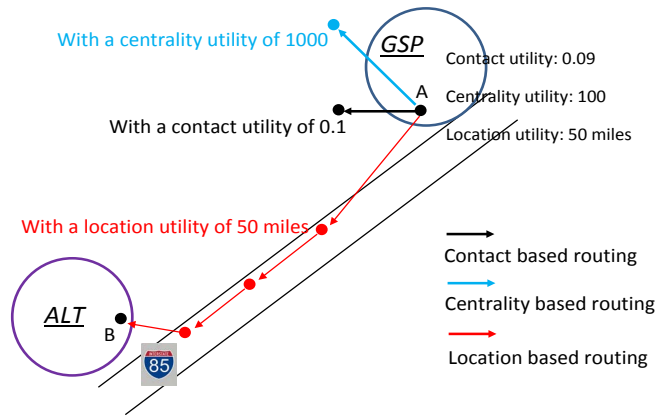 With a centrality utility of 1000
GSP
Contact utility: 0.09
A
Centrality utility: 100
With a contact utility of 0.1
Location utility: 50 miles
With a location utility of 50 miles
Contact based routing
Centrality based routing
ALT
B
INTERSTATE
85
Location based routing